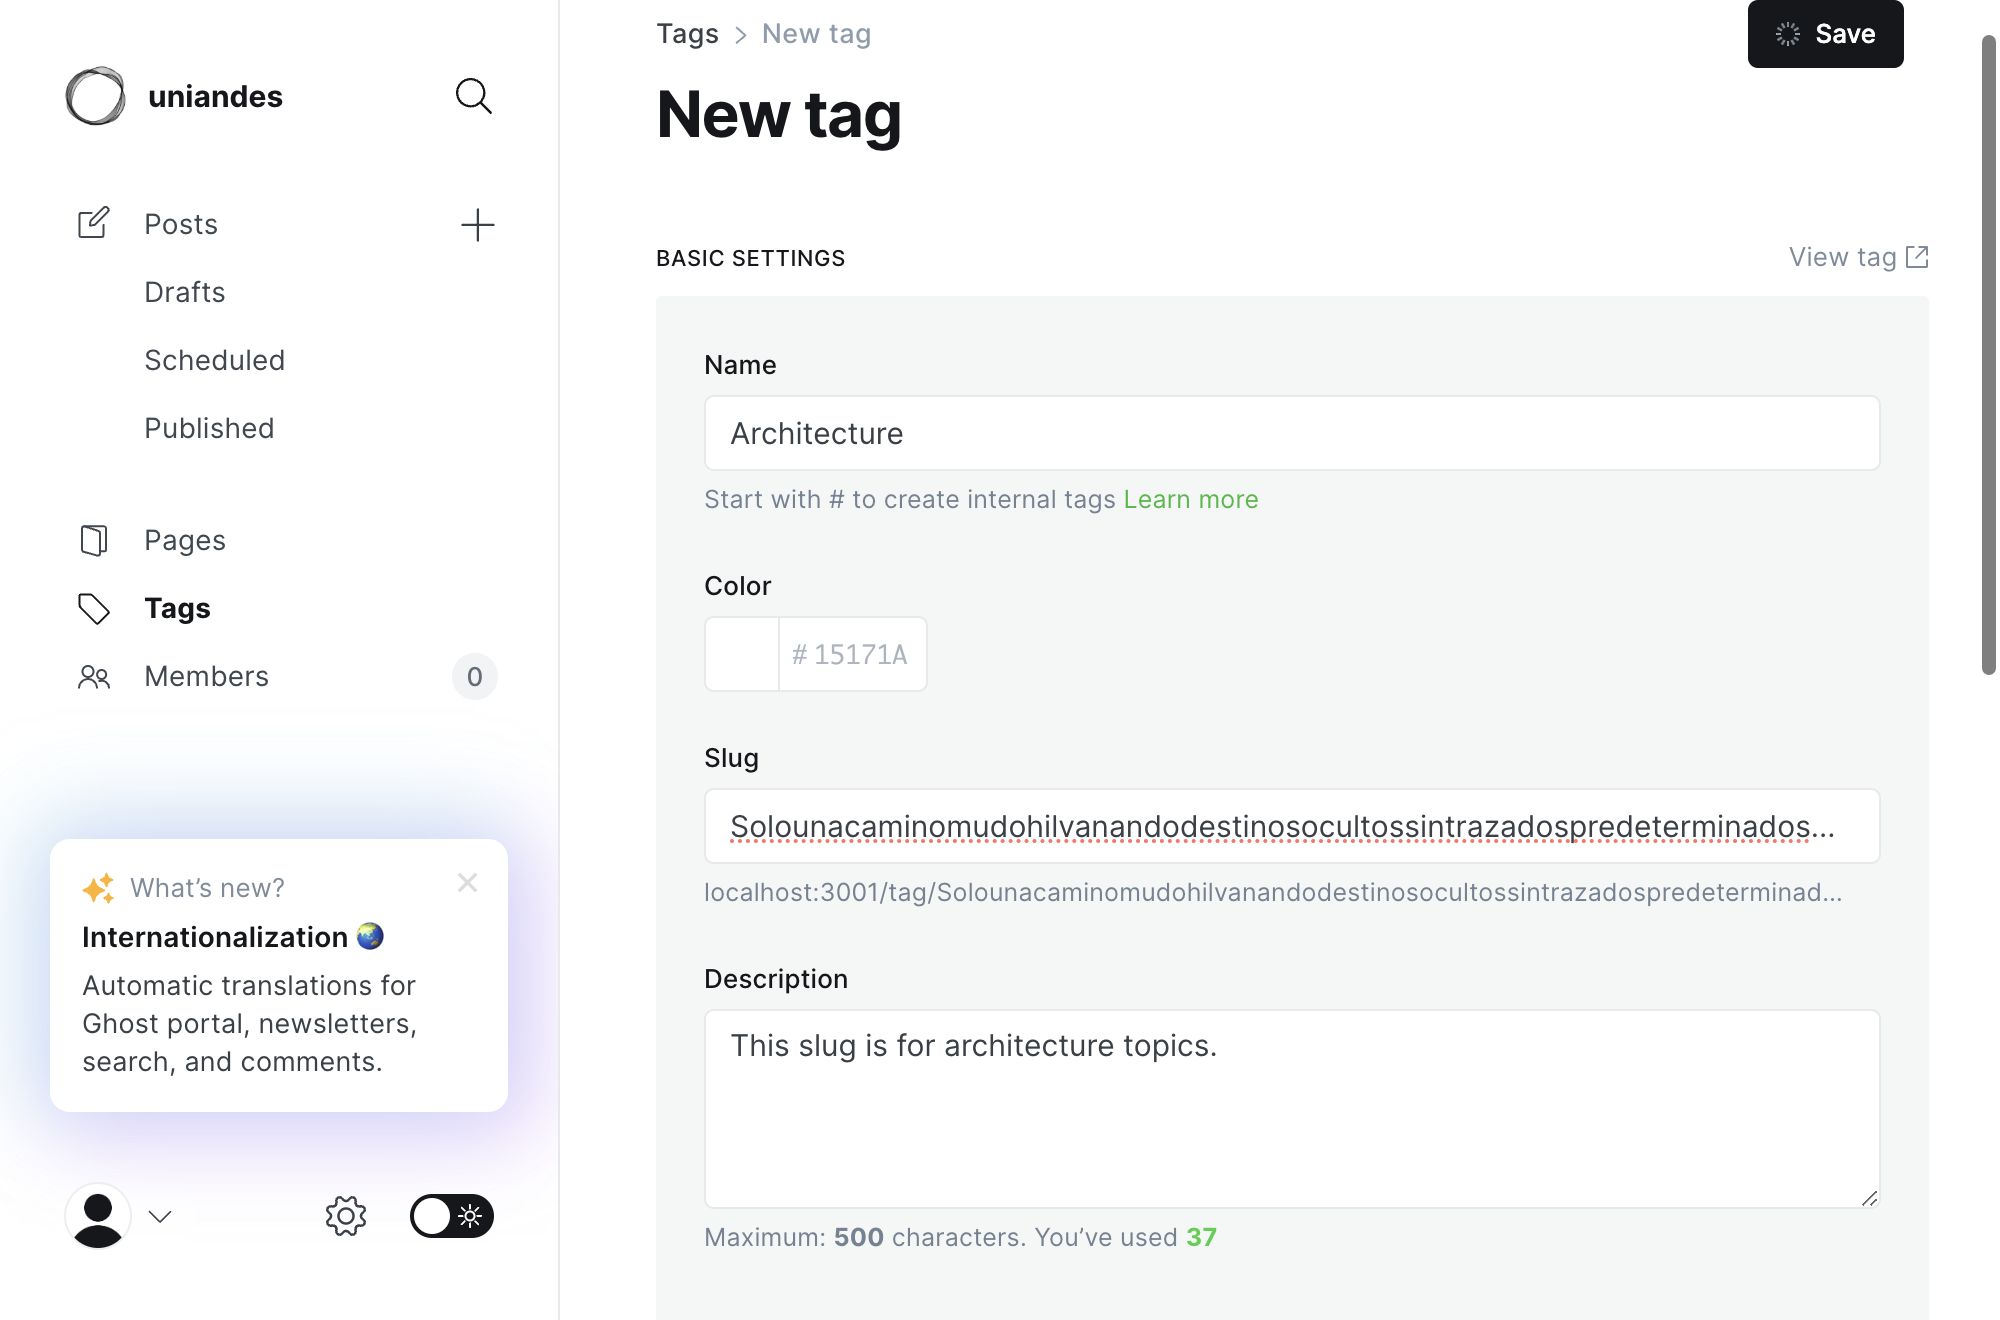 uniandes
Posts
Drafts
Scheduled
Published
Pages
Tags
Members
0
What’s new?
Internationalization
Automatic translations for
Ghost portal, newsletters,
search, and comments.
Tags > New tag
Save
New tag
BASIC SETTINGS
View tag
Name
Architecture
Start with # to create internal tags Learn more
Color
# 15171A
Slug
Solounacaminomudohilvanandodestinosocultossintrazadospredeterminados...
localhost:3001/tag/Solounacaminomudohilvanandodestinosocultossintrazadospredeterminad...
Description
This slug is for architecture topics.
Maximum: 500 characters. You’ve used 37